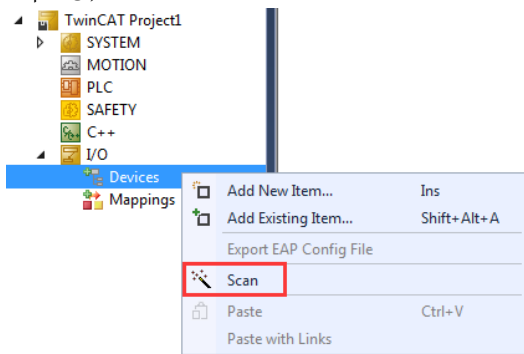 TwinCAT Project1
SYSTEM
MOTION
PLC
SAFETY
C++
I/O
Devices
Mappings
Add New Item... Ins
Add Existing Item... Shift+Alt+A
Export EAP Config File
Scan
Paste Ctrl+V
Paste with Links